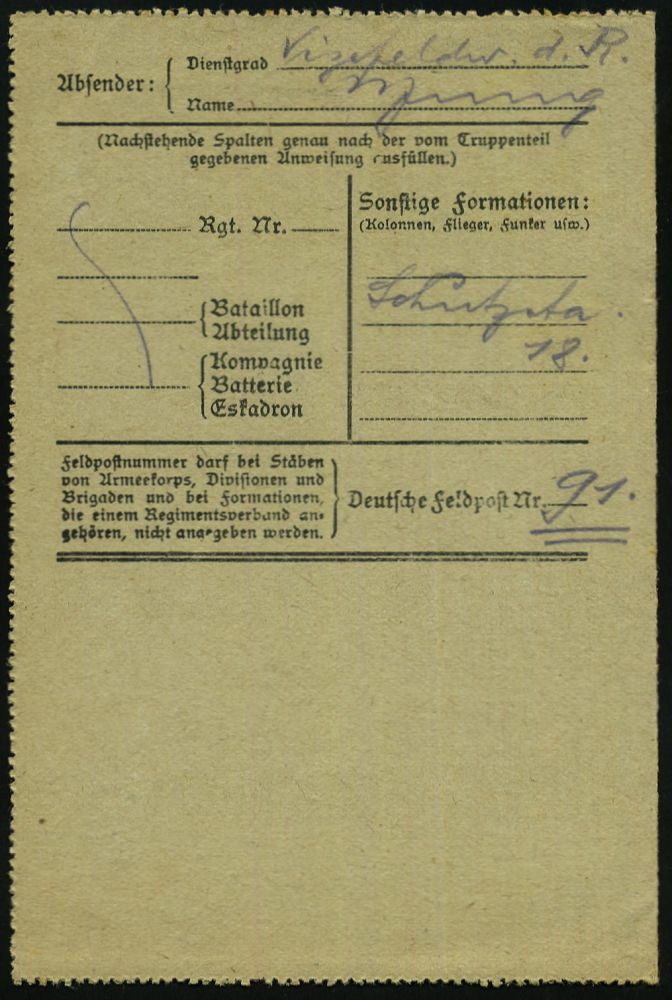 Absender: { Dienstgrad Vizefeldw. d. R.
Name
(Nachstehende Spalten genau nach der vom Truppenteil
gegebenen Anweisung ausfüllen.)
Rgt. Nr.
{ Bataillon
Abteilung
{ Kompagnie
Batterie
Eskadron
Sonstige Formationen:
(Kolonnen, Flieger, Funker usw.)
Schutzsta.
18.
Feldpostnummer darf bei Stäben
von Armeekorps, Divisionen und
Brigaden und bei Formationen,
die einem Regimentsverband an-
gehören, nicht angegeben werden. }
Deutsche Feldpost Nr. 91.